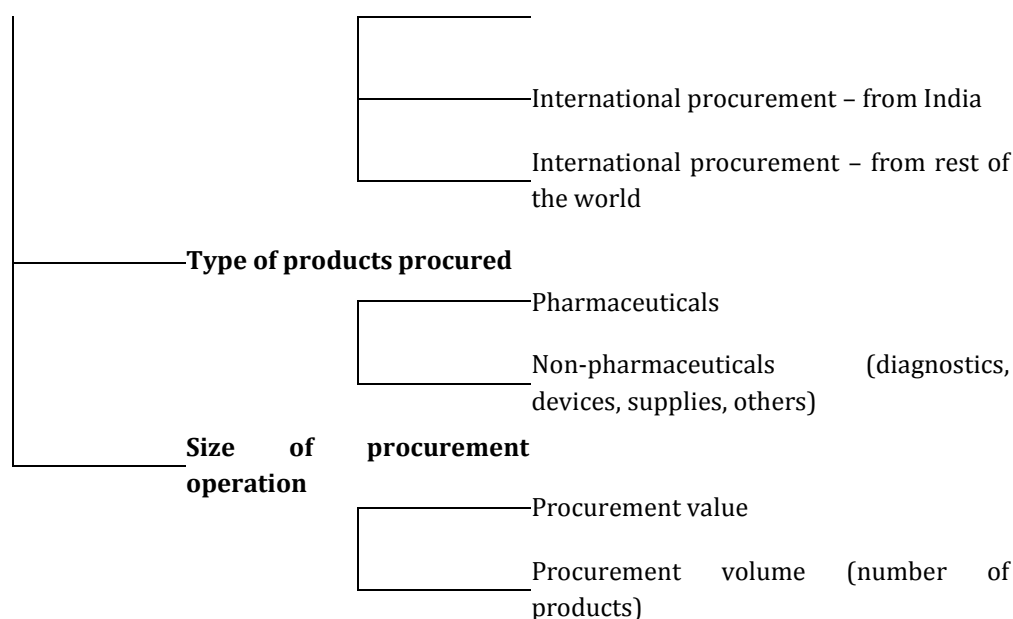 International procurement – from India
International procurement – from rest of
the world
Type of products procured
Pharmaceuticals
Non-pharmaceuticals (diagnostics,
devices, supplies, others)
Size of procurement
operation
Procurement value
Procurement volume (number of
products)